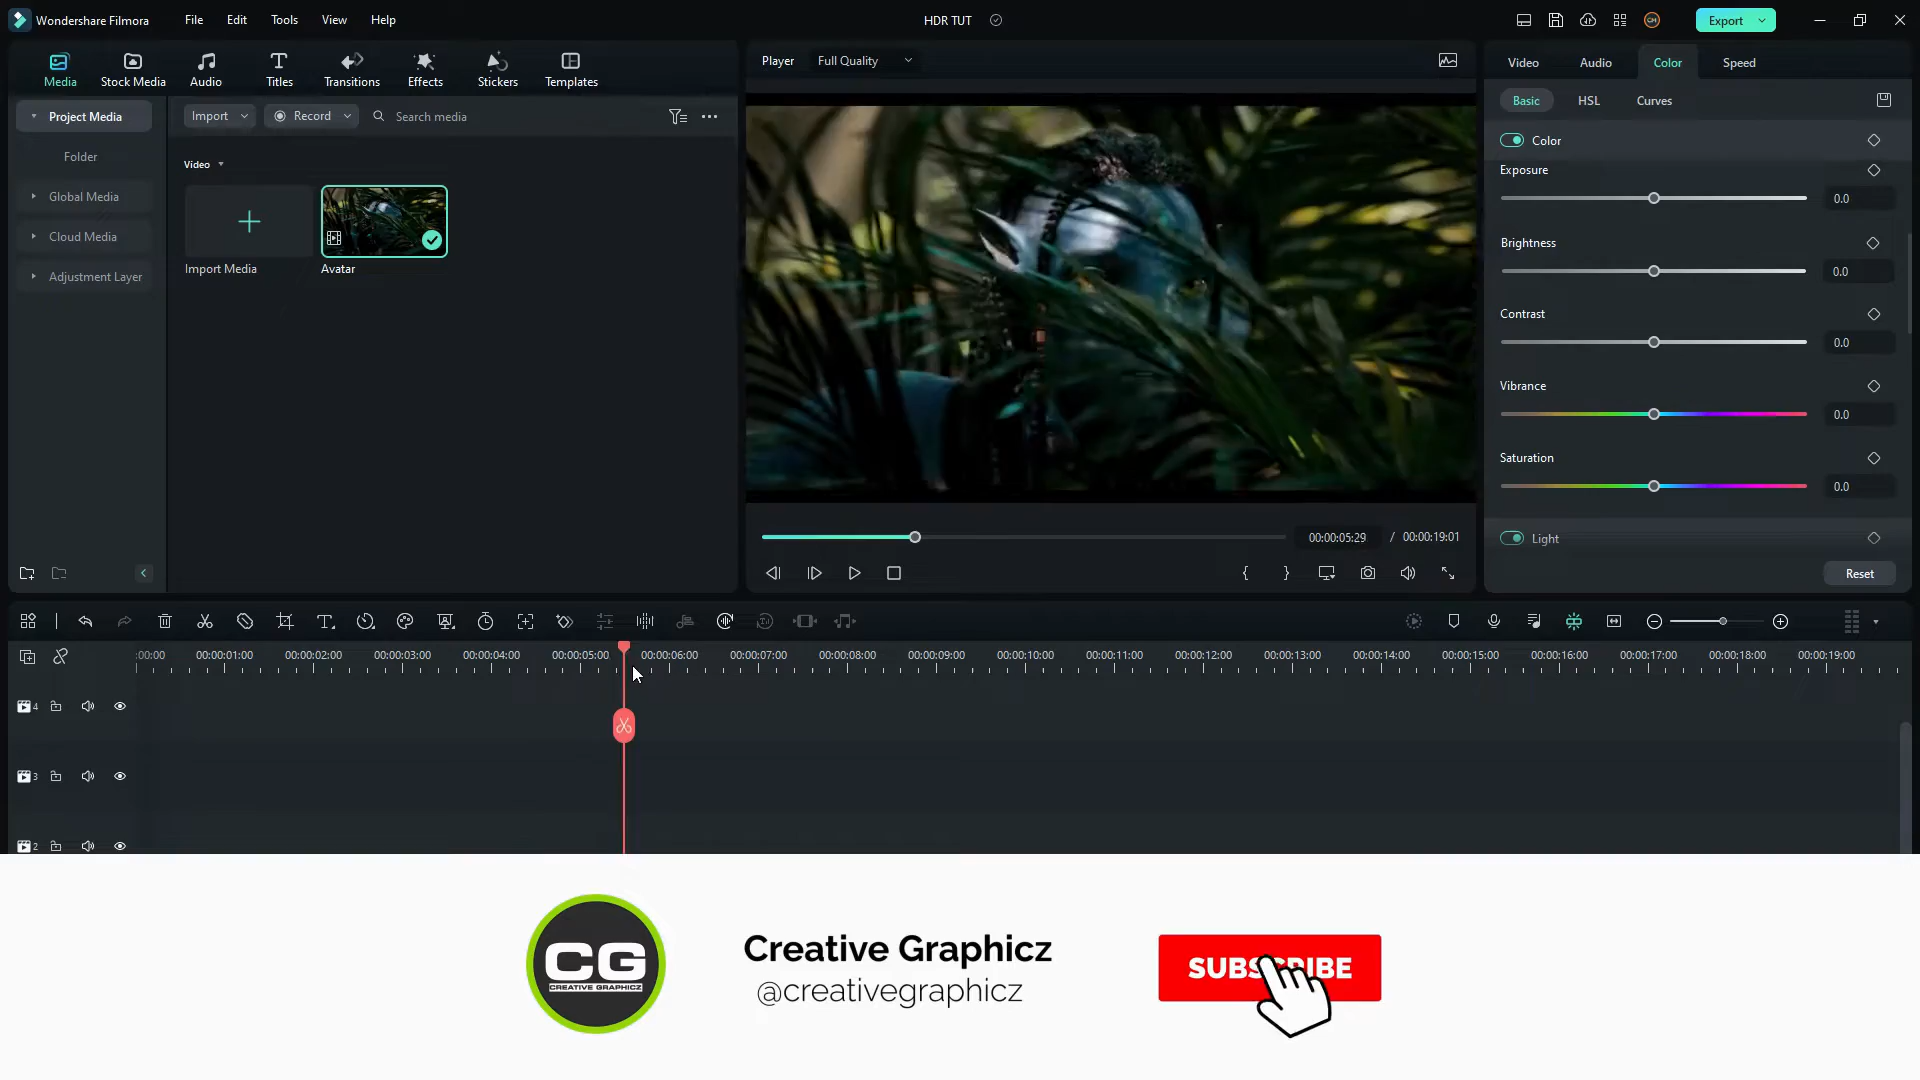 Wondershare Filmora File Edit Tools View Help HDR TUT Export
Media Stock Media Audio Titles Transitions Effects Stickers Templates
Project Media
Folder
Global Media
Cloud Media
Adjustment Layer
Import Record Search media
Video
Import Media Avatar
Player Full Quality
00:00:05:29 / 00:00:19:01
Video Audio Color Speed
Basic HSL Curves
Color
Exposure
0.0
Brightness
0.0
Contrast
0.0
Vibrance
0.0
Saturation
0.0
Light
Reset
:00:00 00:00:01:00 00:00:02:00 00:00:03:00 00:00:04:00 00:00:05:00 00:00:06:00 00:00:07:00 00:00:08:00 00:00:09:00 00:00:10:00 00:00:11:00 00:00:12:00 00:00:13:00 00:00:14:00 00:00:15:00 00:00:16:00 00:00:17:00 00:00:18:00 00:00:19:00
4
3
2
CG
CREATIVE GRAPHICZ
Creative Graphicz
@creativegraphicz
SUBSCRIBE